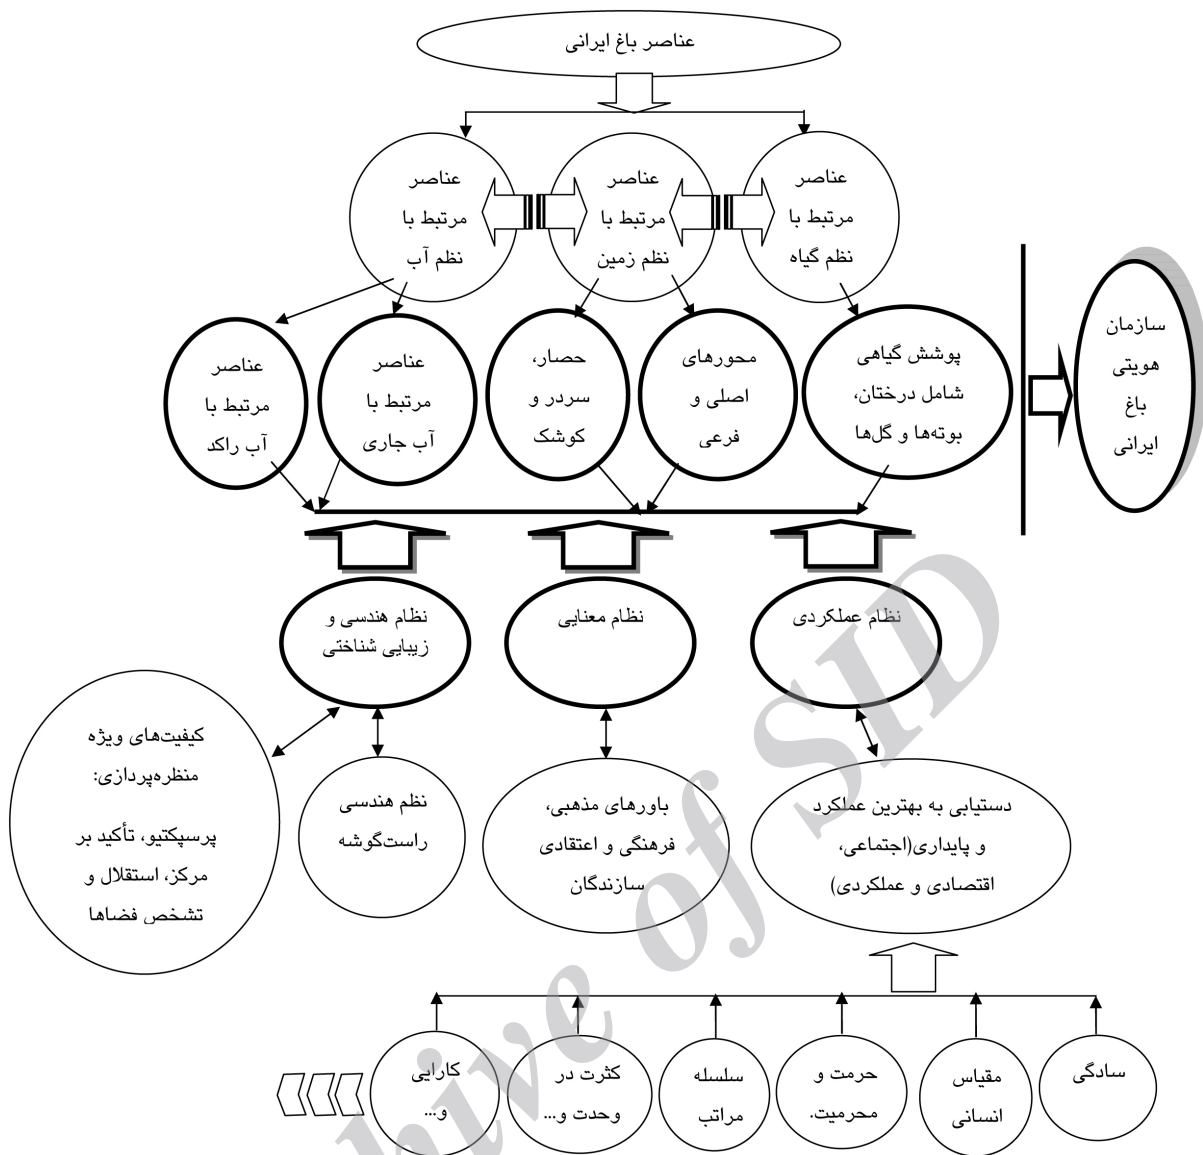 عناصر باغ ایرانی
عناصر
مرتبط با
نظم گیاه
عناصر
مرتبط با
نظم زمین
عناصر
مرتبط با
نظم آب
پوشش گیاهی
شامل درختان،
بوته‌ها و گل‌ها
محورهای
اصلی و
فرعی
حصار،
سردر و
کوشک
عناصر
مرتبط با
آب جاری
عناصر
مرتبط با
آب راکد
سازمان
هویتی
باغ
ایرانی
نظام عملکردی
نظام معنایی
نظام هندسی و
زیبایی شناختی
دستیابی به بهترین عملکرد
و پایداری(اجتماعی،
اقتصادی و عملکردی)
باورهای مذهبی،
فرهنگی و اعتقادی
سازندگان
نظم هندسی
راست‌گوشه
کیفیت‌های ویژه
منظره‌پردازی:
پرسپکتیو، تأکید بر
مرکز، استقلال و
تشخص فضاها
سادگی
مقیاس
انسانی
حرمت و
محرمیت.
سلسله
مراتب
کثرت در
وحدت و...
کارایی
و...
hive of SID